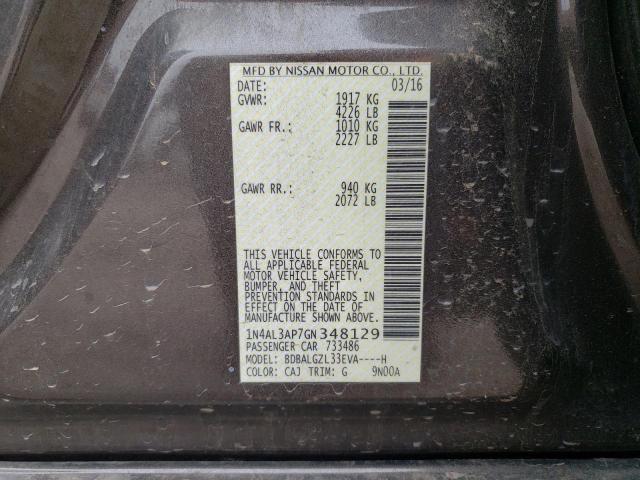 MFD BY NISSAN MOTOR CO., LTD.
DATE: 03/16
GVWR: 1917 KG
4226 LB
GAWR FR.: 1010 KG
2227 LB
GAWR RR.: 940 KG
2072 LB
THIS VEHICLE CONFORMS TO
ALL APPLICABLE FEDERAL
MOTOR VEHICLE SAFETY,
BUMPER, AND THEFT
PREVENTION STANDARDS
IN EFFECT ON THE DATE OF
MANUFACTURE SHOWN ABOVE.
1N4AL3AP7GN348129
PASSENGER CAR 733486
MODEL: BDBALGZL33EVA----H
COLOR: CAJ TRIM: G 9N00A